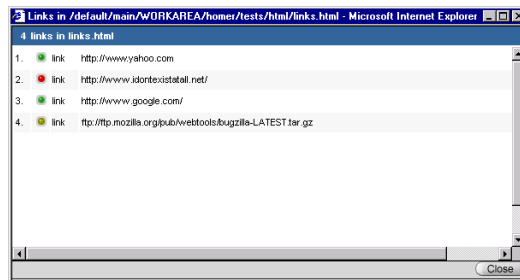 Links in /default/main/WORKAREA/homer/tests/html/links.html - Microsoft Internet Explorer
4 links in links.html
1. link http://www.yahoo.com
2. link http://www.idontexistatall.net/
3. link http://www.google.com/
4. link ftp://ftp.mozilla.org/pub/webtools/bugzilla-LATEST.tar.gz
Close